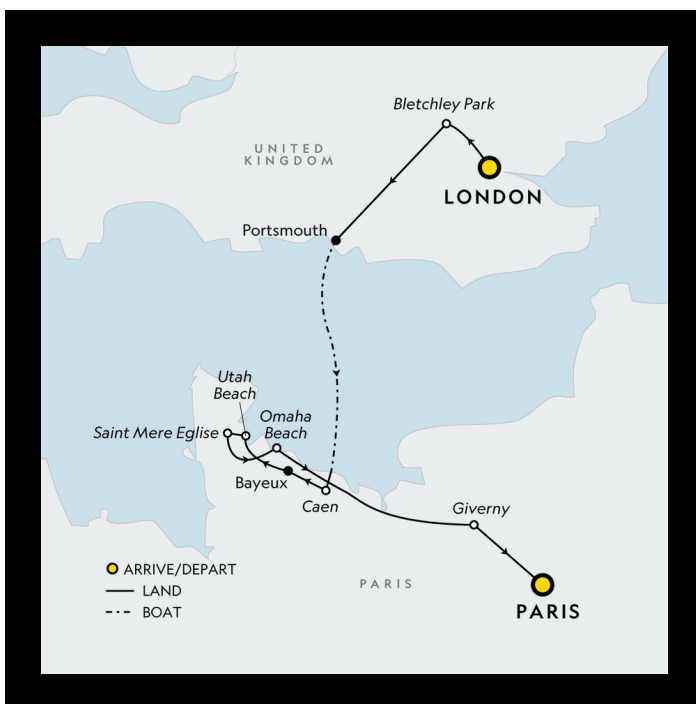 Bletchley Park
UNITED
KINGDOM
LONDON
Portsmouth
Utah
Beach
Omaha
Beach
Saint Mere Eglise
Bayeux
Caen
Giverny
ARRIVE/DEPART
LAND
BOAT
PARIS
PARIS